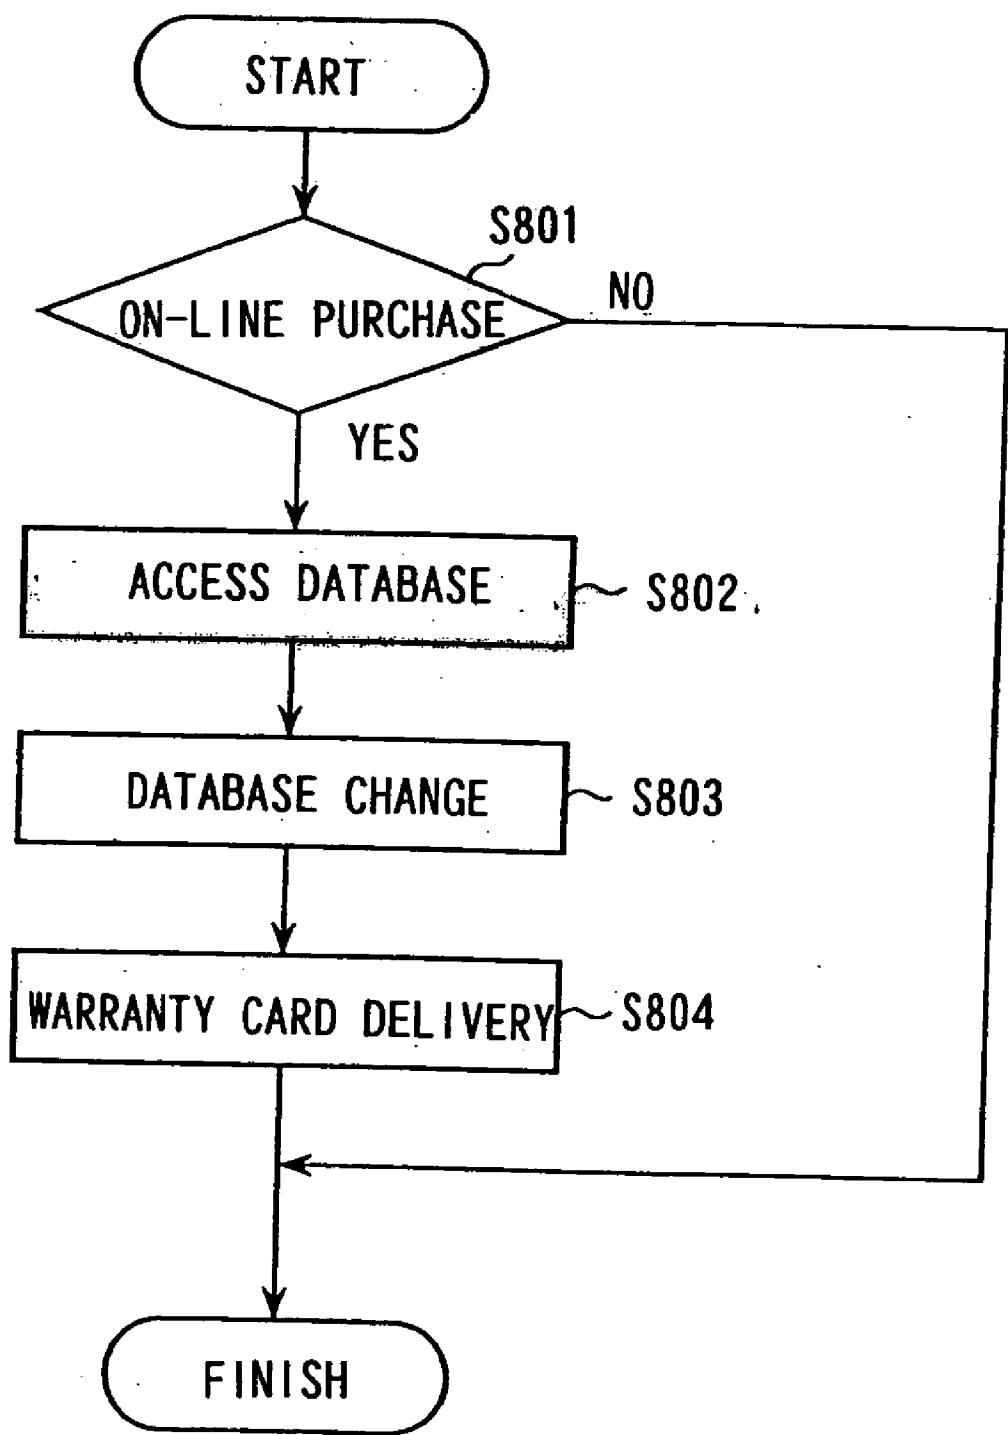 START
S801
ON-LINE PURCHASE
NO
YES
ACCESS DATABASE
S802
DATABASE CHANGE
S803
WARRANTY CARD DELIVERY
S804
FINISH